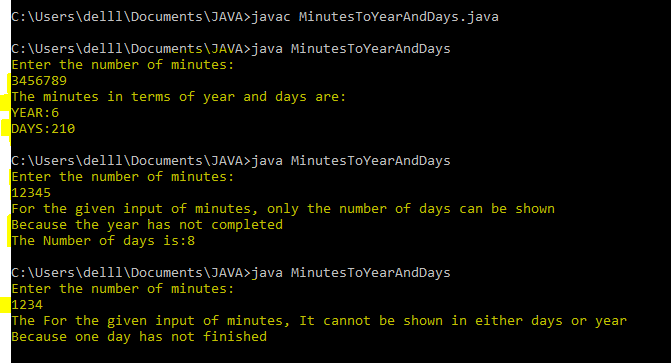 C:\Users\delll\Documents\JAVA>javac MinutesToYearAndDays.java
C:\Users\delll\Documents\JAVA>java MinutesToYearAndDays
Enter the number of minutes:
3456789
The minutes in terms of year and days are:
YEAR:6
DAYS:210
C:\Users\delll\Documents\JAVA>java MinutesToYearAndDays
Enter the number of minutes:
12345
For the given input of minutes, only the number of days can be shown
Because the year has not completed
The Number of days is:8
C:\Users\delll\Documents\JAVA>java MinutesToYearAndDays
Enter the number of minutes:
1234
The For the given input of minutes, It cannot be shown in either days or year
Because one day has not finished